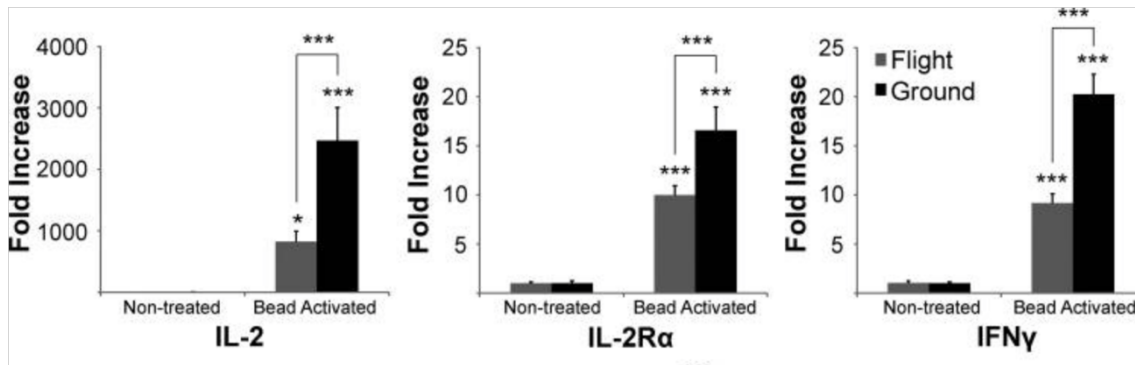 Fold Increase
4000
3000
2000
1000
***
*
***
Non-treated Bead Activated
IL-2
Fold Increase
25
20
15
10
5
***
***
***
Non-treated Bead Activated
IL-2Rα
Fold Increase
25
20
15
10
5
Flight
Ground
***
***
***
Non-treated Bead Activated
IFNγ